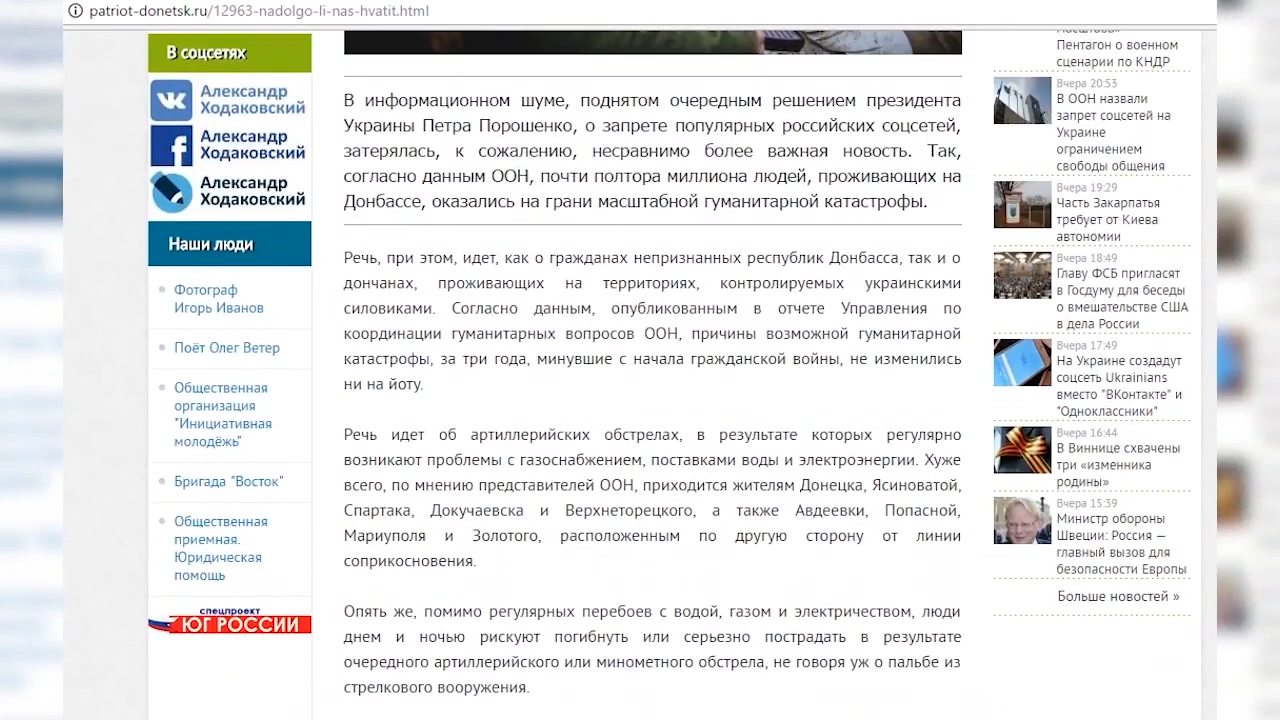 patriot-donetsk.ru/12963-nadolgo-li-nas-hvatit.html
В соцсетях
Александр
Ходаковский
Александр
Ходаковский
Александр
Ходаковский
Наши люди
Фотограф
Игорь Иванов
Поёт Олег Ветер
Общественная
организация
"Инициативная
молодёжь"
Бригада "Восток"
Общественная
приемная.
Юридическая
помощь
спецпроект
ЮГ РОССИИ
В информационном шуме, поднятом очередным решением президента
Украины Петра Порошенко, о запрете популярных российских соцсетей,
затерялась, к сожалению, несравнимо более важная новость. Так,
согласно данным ООН, почти полтора миллиона людей, проживающих на
Донбассе, оказались на грани масштабной гуманитарной катастрофы.
Речь, при этом, идет, как о гражданах непризнанных республик Донбасса, так и о
дончанах, проживающих на территориях, контролируемых украинскими
силовиками. Согласно данным, опубликованным в отчете Управления по
координации гуманитарных вопросов ООН, причины возможной гуманитарной
катастрофы, за три года, минувшие с начала гражданской войны, не изменились
ни на йоту.
Речь идет об артиллерийских обстрелах, в результате которых регулярно
возникают проблемы с газоснабжением, поставками воды и электроэнергии. Хуже
всего, по мнению представителей ООН, приходится жителям Донецка, Ясиноватой,
Спартака, Докучаевска и Верхнеторецкого, а также Авдеевки, Попасной,
Мариуполя и Золотого, расположенным по другую сторону от линии
соприкосновения.
Опять же, помимо регулярных перебоев с водой, газом и электричеством, люди
днем и ночью рискуют погибнуть или серьезно пострадать в результате
очередного артиллерийского или минометного обстрела, не говоря уж о пальбе из
стрелкового вооружения.
Пентагон о военном
сценарии по КНДР
Вчера 20:53
В ООН назвали
запрет соцсетей на
Украине
ограничением
свободы общения
Вчера 19:29
Часть Закарпатья
требует от Киева
автономии
Вчера 18:49
Главу ФСБ пригласят
в Госдуму для беседы
о вмешательстве США
в дела России
Вчера 17:49
На Украине создадут
соцсеть Ukrainians
вместо "ВКонтакте" и
"Одноклассники"
Вчера 16:44
В Виннице схвачены
три «изменника
родины»
Вчера 15:39
Министр обороны
Швеции: Россия —
главный вызов для
безопасности Европы
Больше новостей »